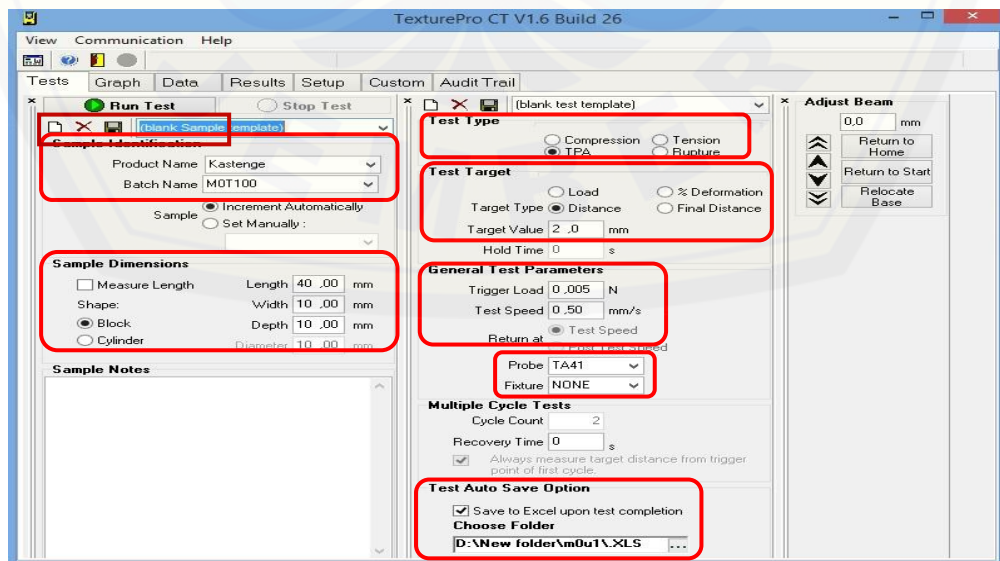 TexturePro CT V1.6 Build 26
View Communication Help
Tests Graph Data Results Setup Custom Audit Trail
Run Test Stop Test
(blank Sample template)
Sample Identification
Product Name Kastenge
Batch Name M0T100
Sample Increment Automatically
Set Manually :
Sample Dimensions
Measure Length Length 40 ,00 mm
Shape: Width 10 ,00 mm
Block Depth 10 ,00 mm
Cylinder Diameter 10 ,00 mm
Sample Notes
(blank test template)
Test Type
Compression Tension
TPA Rupture
Test Target
Load % Deformation
Target Type Distance Final Distance
Target Value 2 ,0 mm
Hold Time 0 s
General Test Parameters
Trigger Load 0 ,005 N
Test Speed 0 ,50 mm/s
Return at Test Speed
Post Test Speed
Probe TA41
Fixture NONE
Multiple Cycle Tests
Cycle Count 2
Recovery Time 0 s
Always measure target distance from trigger
point of first cycle.
Test Auto Save Option
Save to Excel upon test completion
Choose Folder
D:\New folder\m0u1\.XLS ...
Adjust Beam
0,0 mm
Return to
Home
Return to Start
Relocate
Base